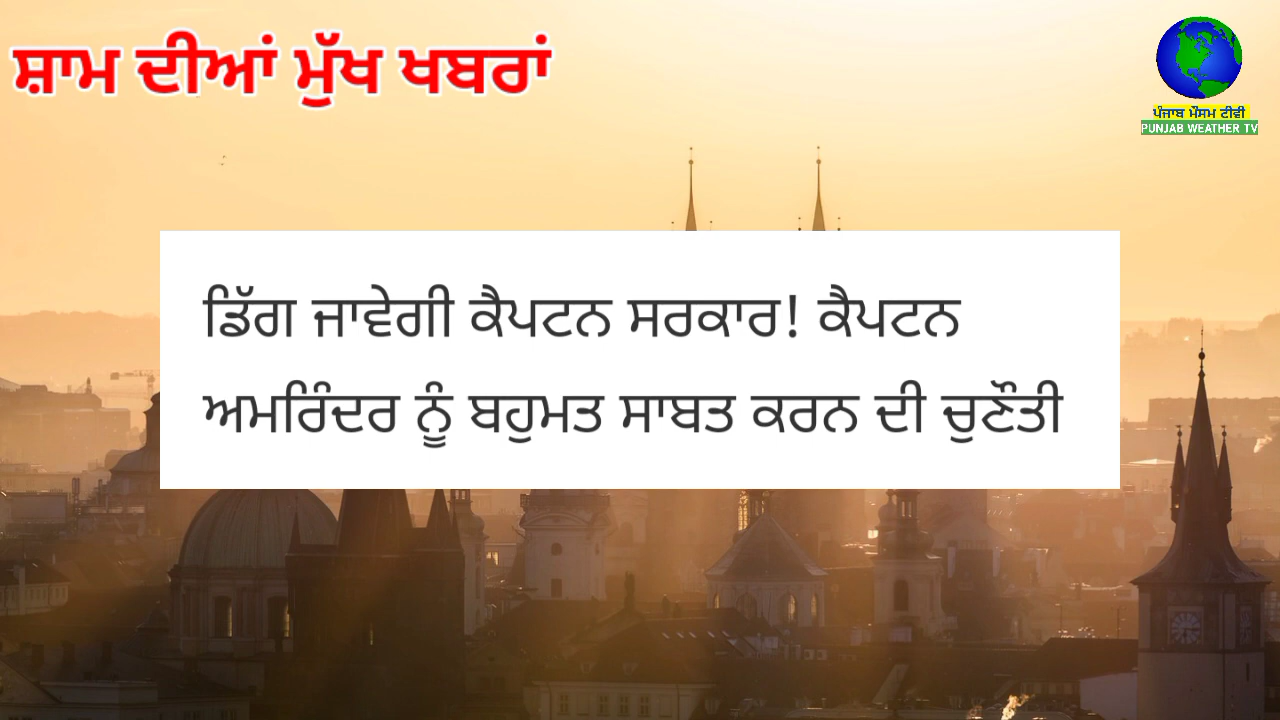 ਸ਼ਾਮ ਦੀਆਂ ਮੁੱਖ ਖਬਰਾਂ
ਪੰਜਾਬ ਮੌਸਮ ਟੀਵੀ
PUNJAB WEATHER TV
ਡਿੱਗ ਜਾਵੇਗੀ ਕੈਪਟਨ ਸਰਕਾਰ! ਕੈਪਟਨ
ਅਮਰਿੰਦਰ ਨੂੰ ਬਹੁਮਤ ਸਾਬਤ ਕਰਨ ਦੀ ਚੁਣੌਤੀ